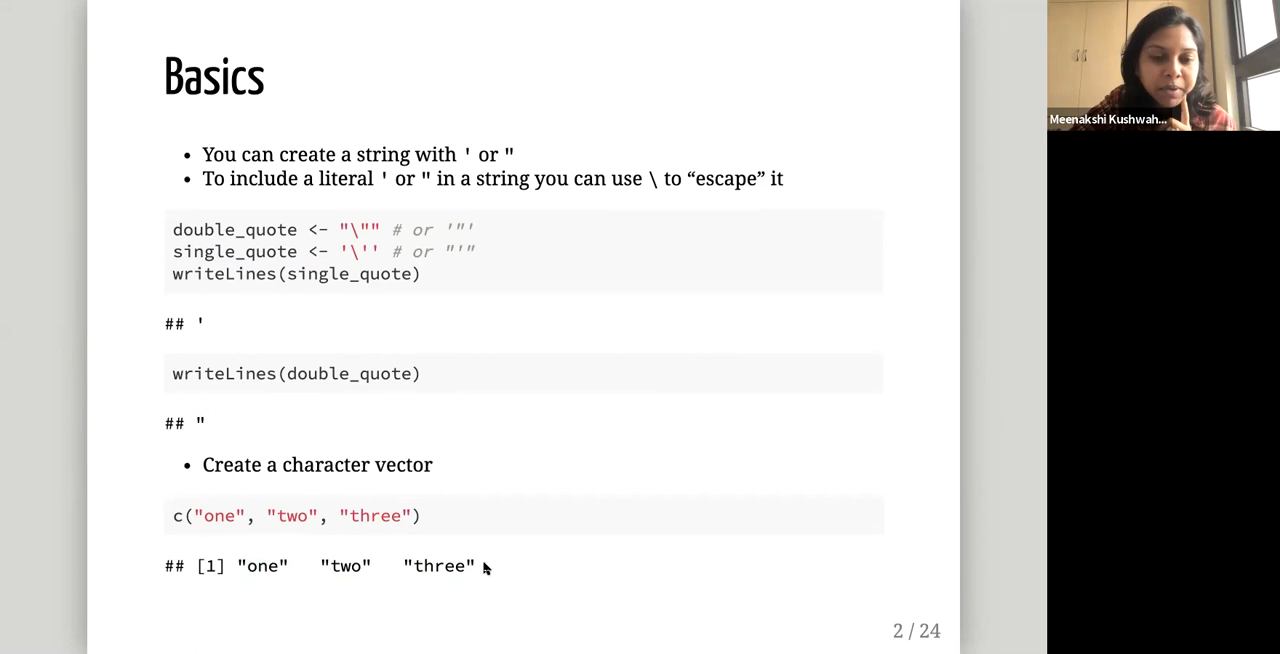 Basics
• You can create a string with ' or "
• To include a literal ' or " in a string you can use \ to “escape” it
double_quote <- "\"" # or '"'
single_quote <- '\'' # or "'"
writeLines(single_quote)
## '
writeLines(double_quote)
## "
• Create a character vector
c("one", "two", "three")
## [1] "one"   "two"   "three"
2 / 24
Meenakshi Kushwah...